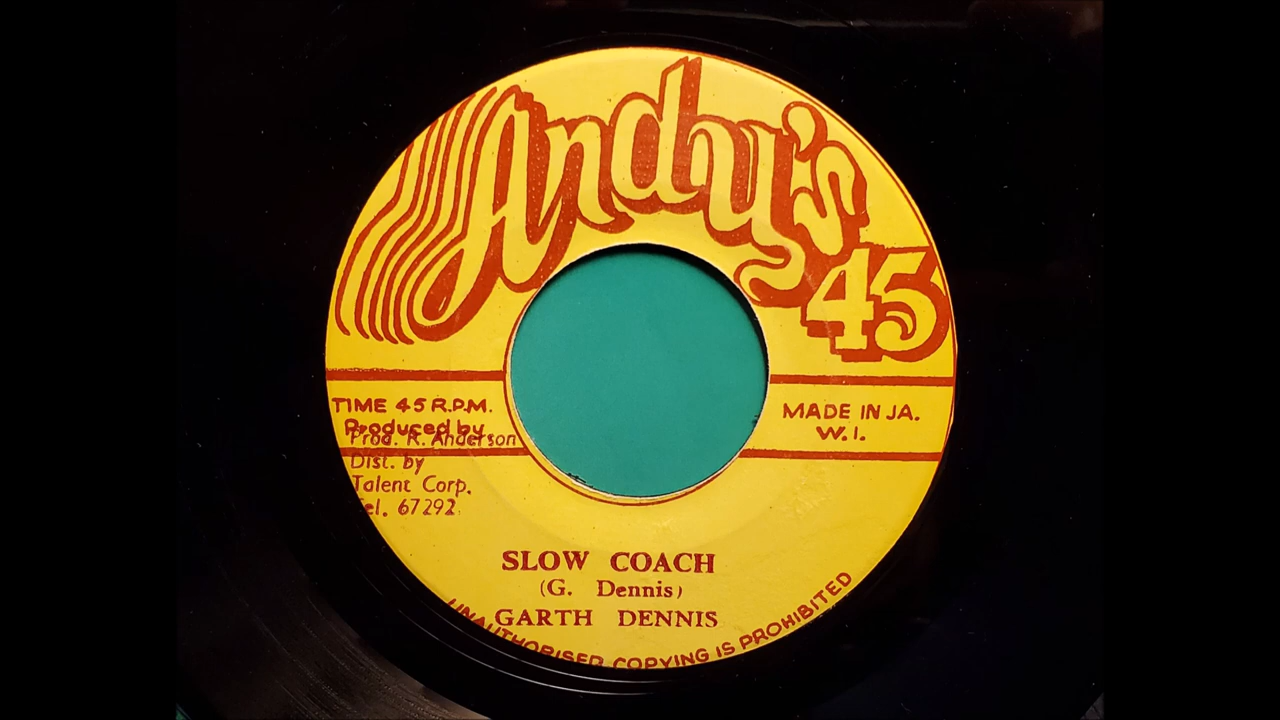 Andy's
45
TIME 45 R.P.M.
Produced by
Prod. R. Anderson
Dist. by
Talent Corp.
Tel. 67292
MADE IN JA.
W.I.
SLOW COACH
(G. Dennis)
GARTH DENNIS
UNAUTHORISED COPYING IS PROHIBITED